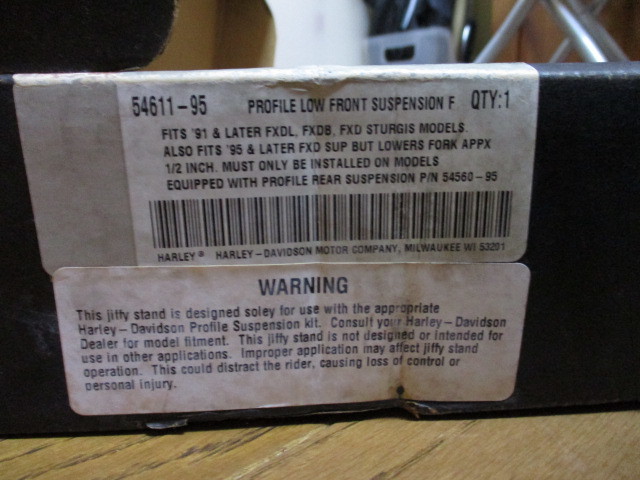 54611-95 PROFILE LOW FRONT SUSPENSION F QTY:1
FITS '91 & LATER FXDL, FXDB, FXD STURGIS MODELS.
ALSO FITS '95 & LATER FXD SUP BUT LOWERS FORK APPX
1/2 INCH. MUST ONLY BE INSTALLED ON MODELS
EQUIPPED WITH PROFILE REAR SUSPENSION P/N 54560-95
HARLEY® HARLEY-DAVIDSON MOTOR COMPANY, MILWAUKEE WI 53201
WARNING
This jiffy stand is designed soley for use with the appropriate
Harley-Davidson Profile Suspension kit. Consult your Harley-Davidson
Dealer for model fitment. This jiffy stand is not designed or intended for
use in other applications. Improper application may affect jiffy stand
operation. This could distract the rider, causing loss of control or
personal injury.